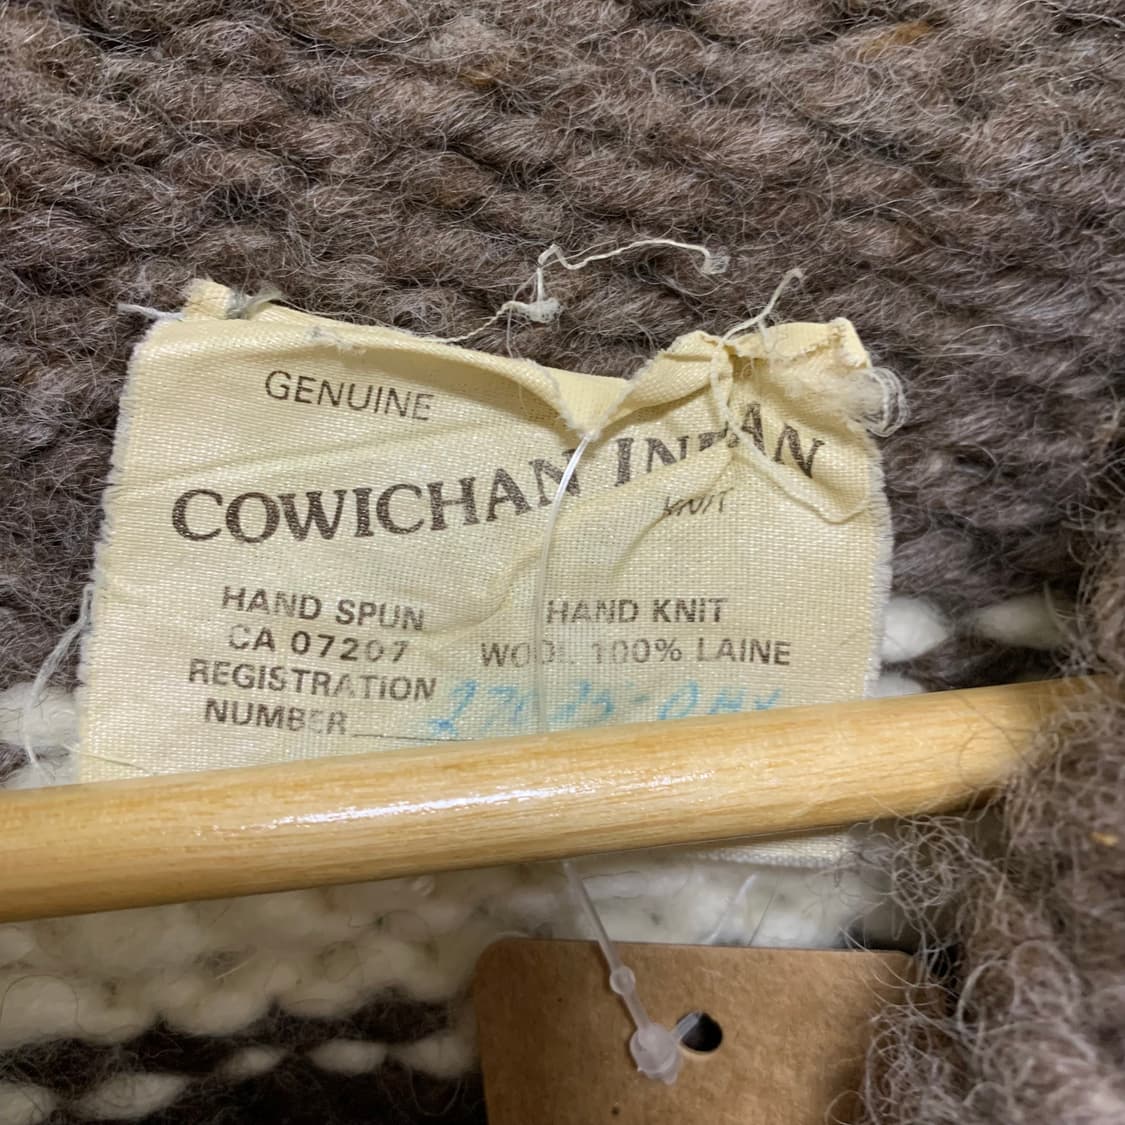 GENUINE
COWICHAN INDIAN
KNIT
HAND SPUN HAND KNIT
CA 07207 WOOL 100% LAINE
REGISTRATION
NUMBER